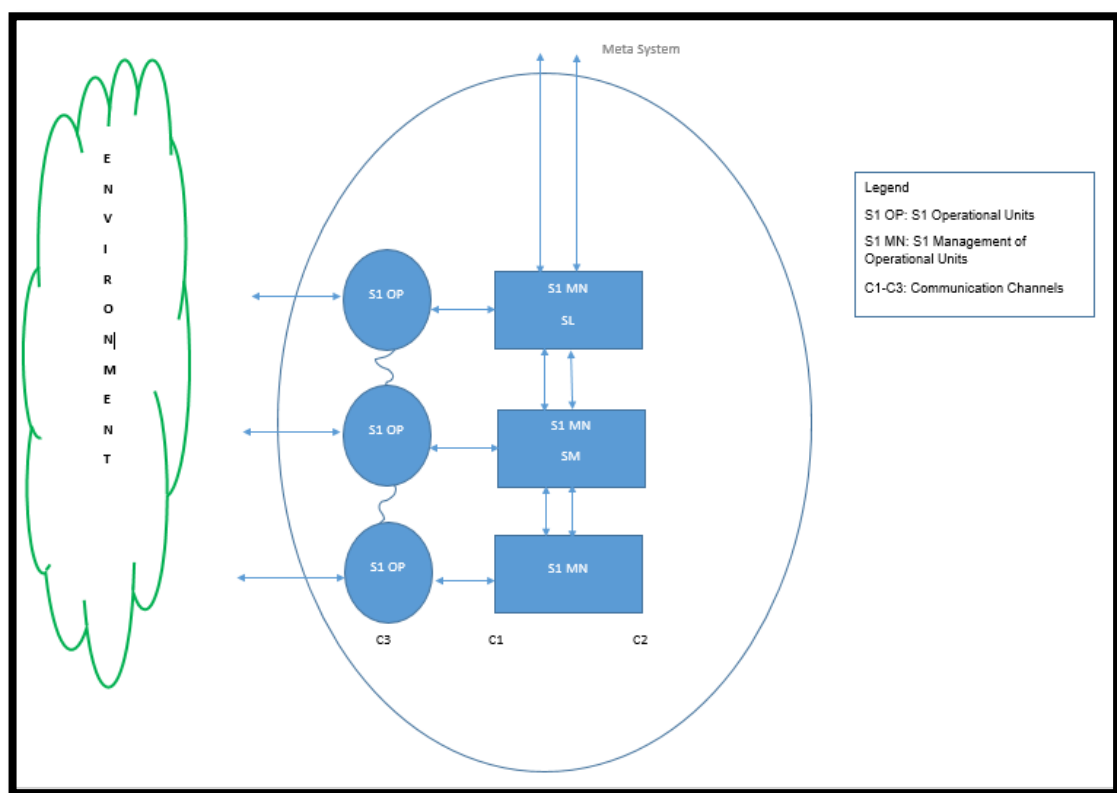 Meta System
E
N
V
I
R
O
N
M
E
N
T
Legend
S1 OP: S1 Operational Units
S1 MN: S1 Management of
Operational Units
C1-C3: Communication Channels
S1 OP
S1 MN
SL
S1 OP
S1 MN
SM
S1 OP
S1 MN
C3
C1
C2